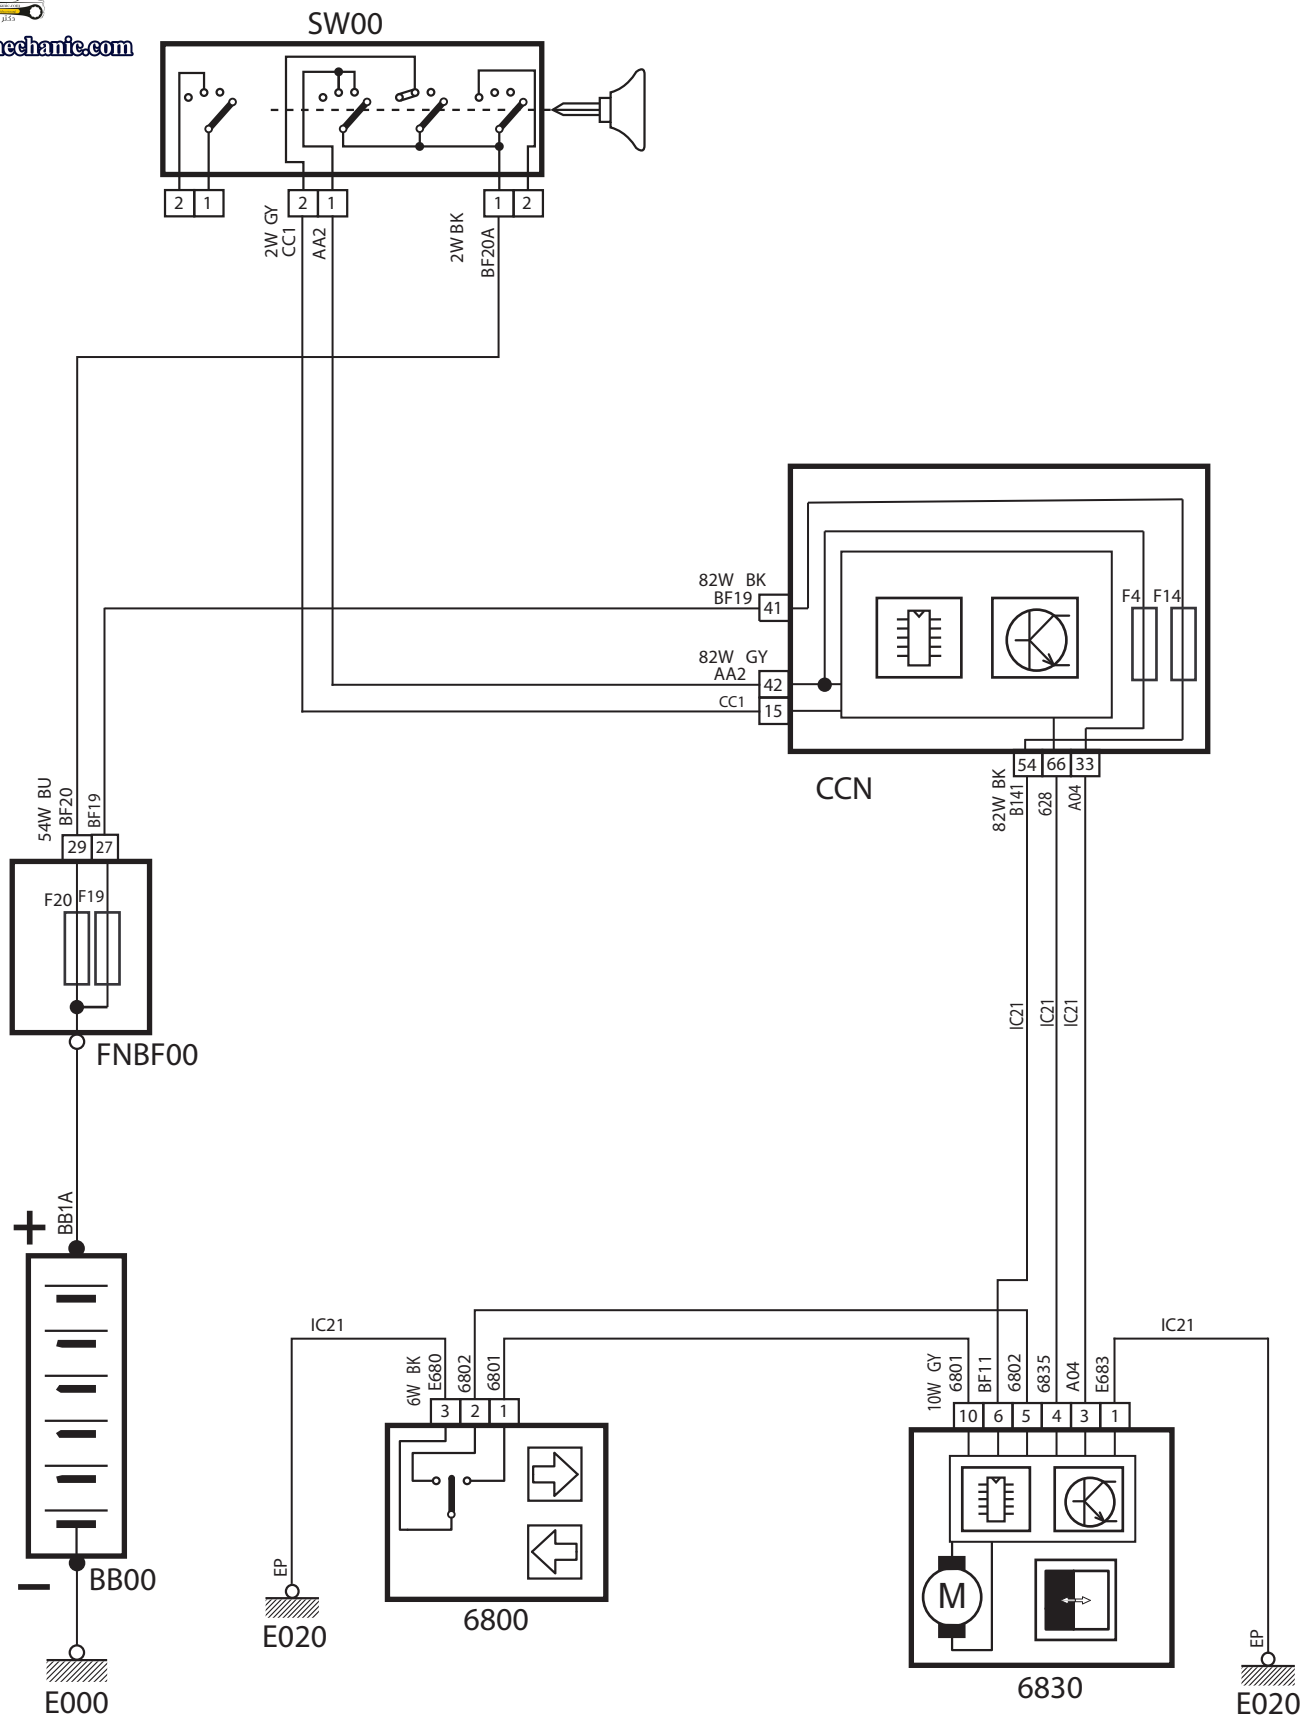 SW00
mechanic.com
2 1
2 1
1 2
2W GY
CC1
AA2
2W BK
BF20A
82W BK
BF19
41
82W GY
AA2
42
CC1
15
F4 F14
54 66 33
CCN
82W BK
B141
628
A04
54W BU
BF20
BF19
29 27
F20 F19
FNBF00
IC21
IC21
IC21
BB1A
+
−
BB00
E000
IC21
6W BK
E680
6802
6801
3 2 1
EP
E020
6800
10W GY
6801
BF11
6802
6835
A04
E683
IC21
10 6 5 4 3 1
M
6830
EP
E020